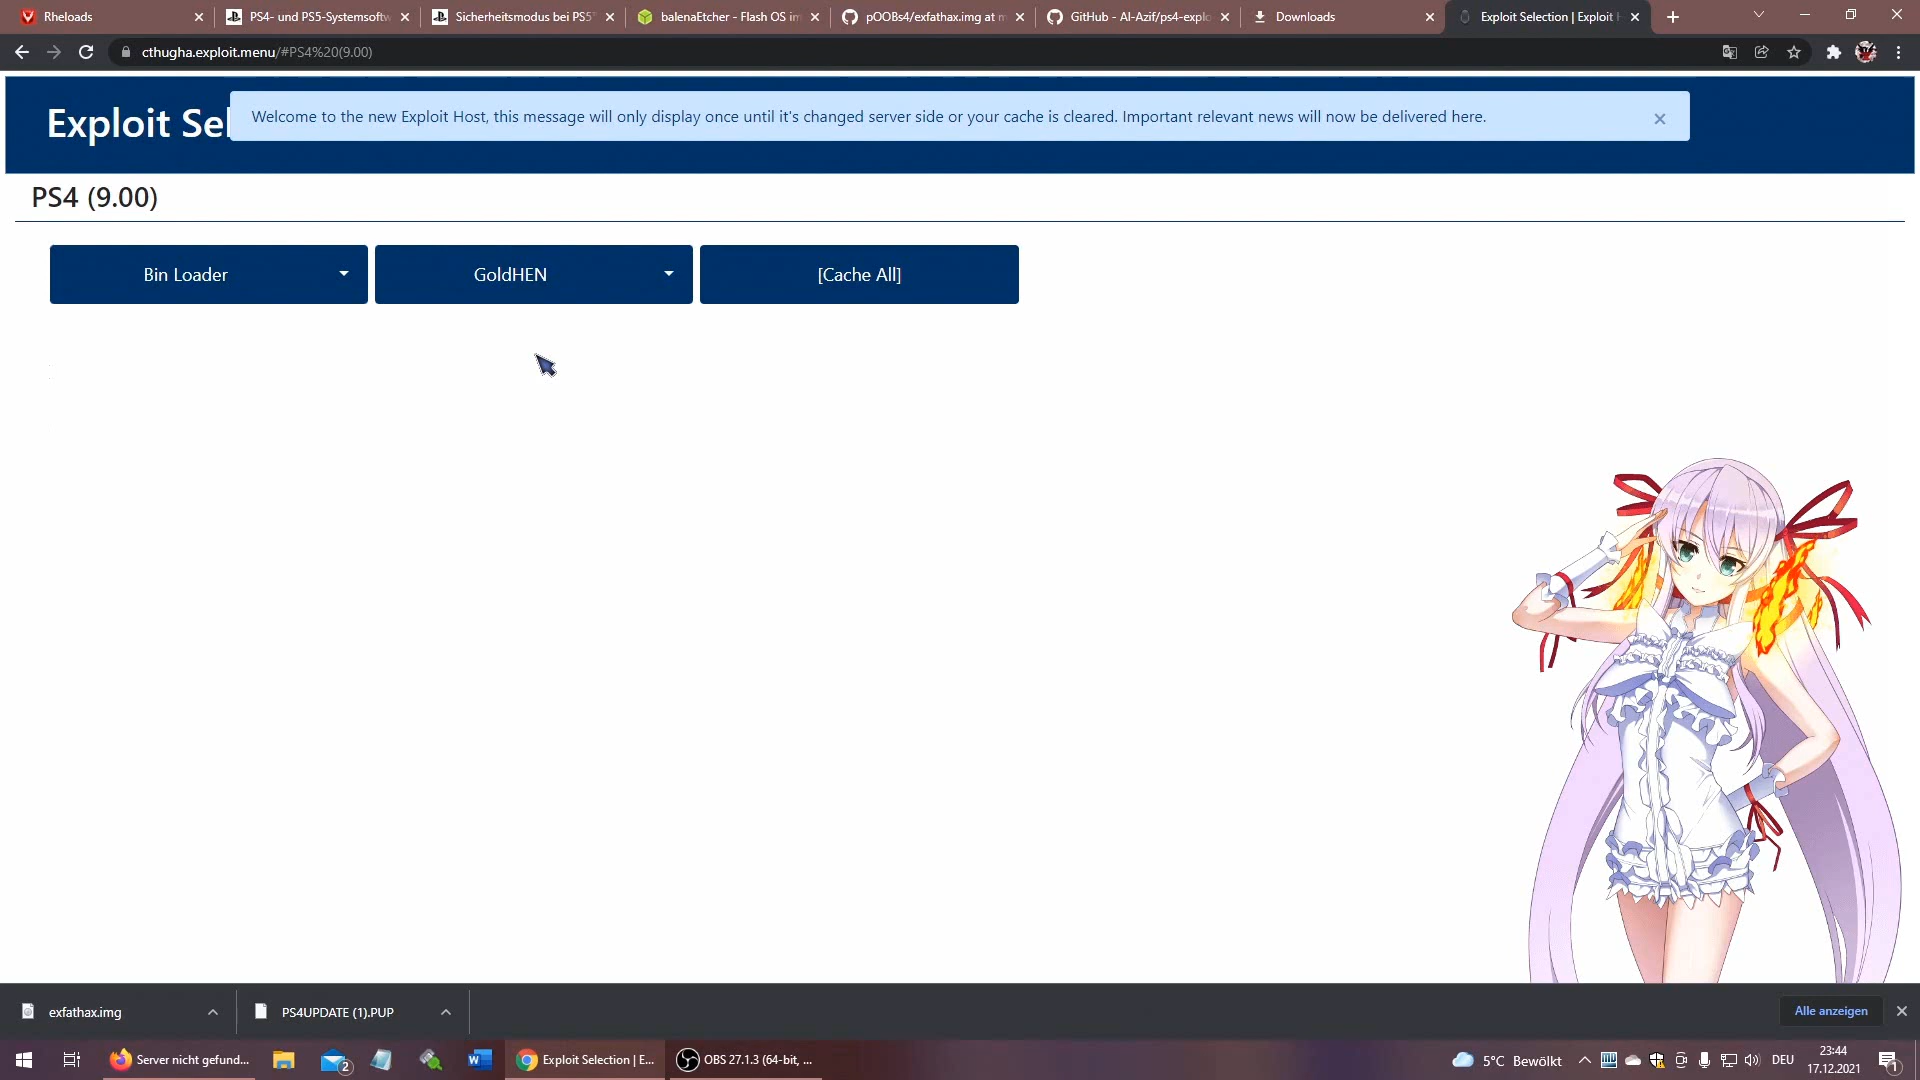 Rheloads
PS4- und PS5-Systemsoftw
Sicherheitsmodus bei PS5
balenaEtcher - Flash OS im
pOOBs4/exfathax.img at m
GitHub - Al-Azif/ps4-explo
Downloads
Exploit Selection | Exploit H
cthugha.exploit.menu/#PS4%20(9.00)
Exploit Sel
Welcome to the new Exploit Host, this message will only display once until it's changed server side or your cache is cleared. Important relevant news will now be delivered here.
PS4 (9.00)
Bin Loader
GoldHEN
[Cache All]
exfathax.img
PS4UPDATE (1).PUP
Alle anzeigen
Server nicht gefund...
2
Exploit Selection | E...
OBS 27.1.3 (64-bit, ...
5°C Bewölkt
DEU
23:44
17.12.2021
1